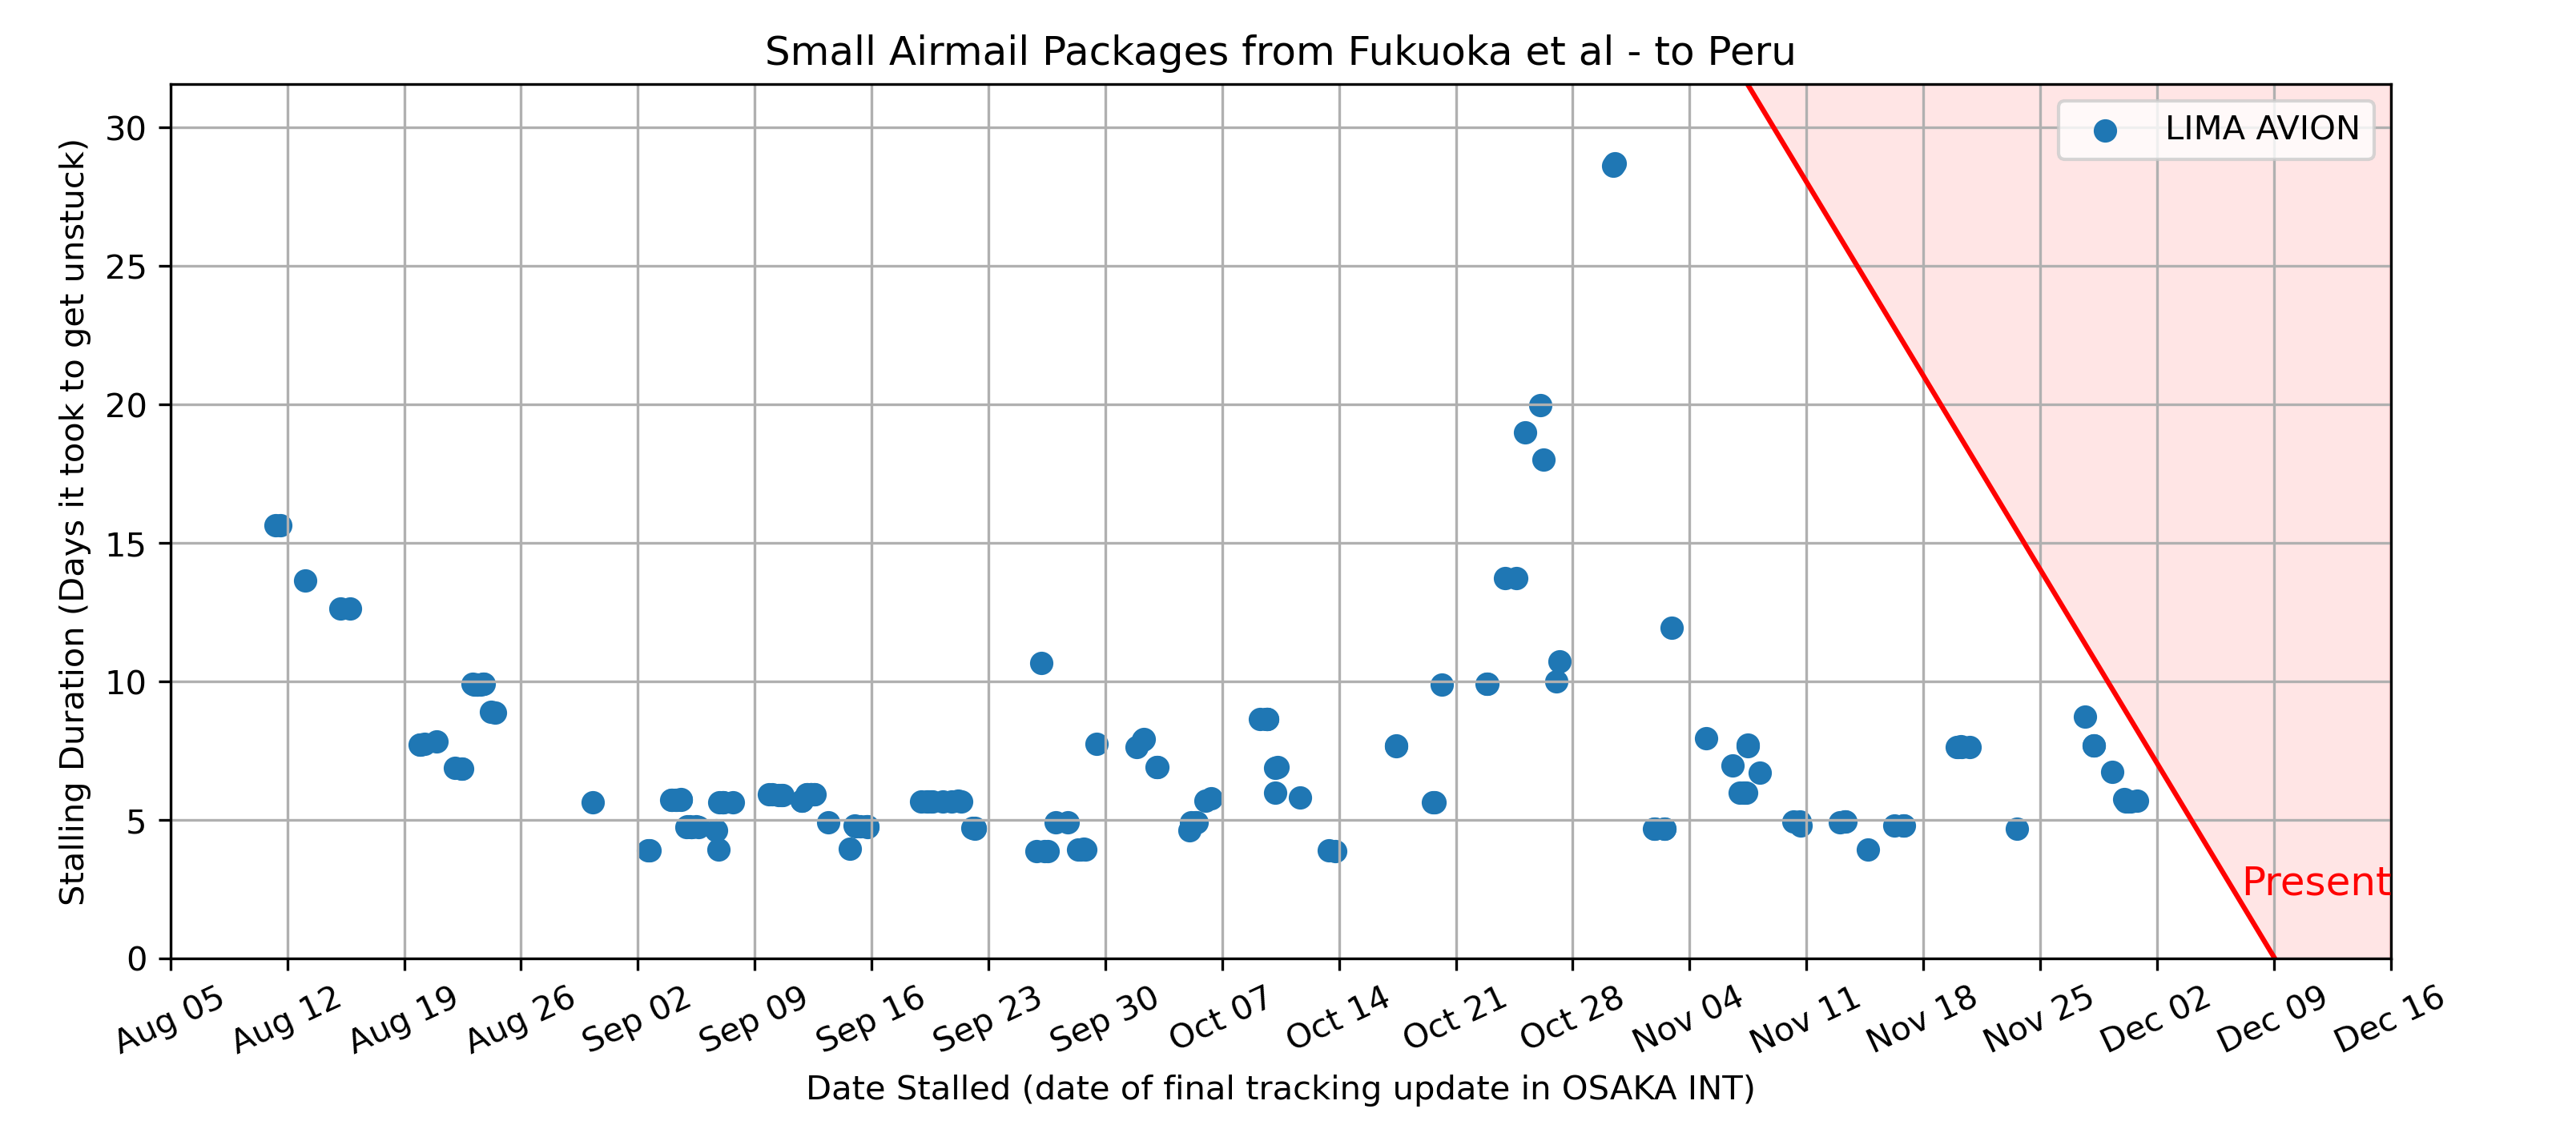 Small Airmail Packages from Fukuoka et al - to Peru
Stalling Duration (Days it took to get unstuck)
30
25
20
15
10
5
0
LIMA AVION
Present
Aug 05
Aug 12
Aug 19
Aug 26
Sep 02
Sep 09
Sep 16
Sep 23
Sep 30
Oct 07
Oct 14
Oct 21
Oct 28
Nov 04
Nov 11
Nov 18
Nov 25
Dec 02
Dec 09
Dec 16
Date Stalled (date of final tracking update in OSAKA INT)